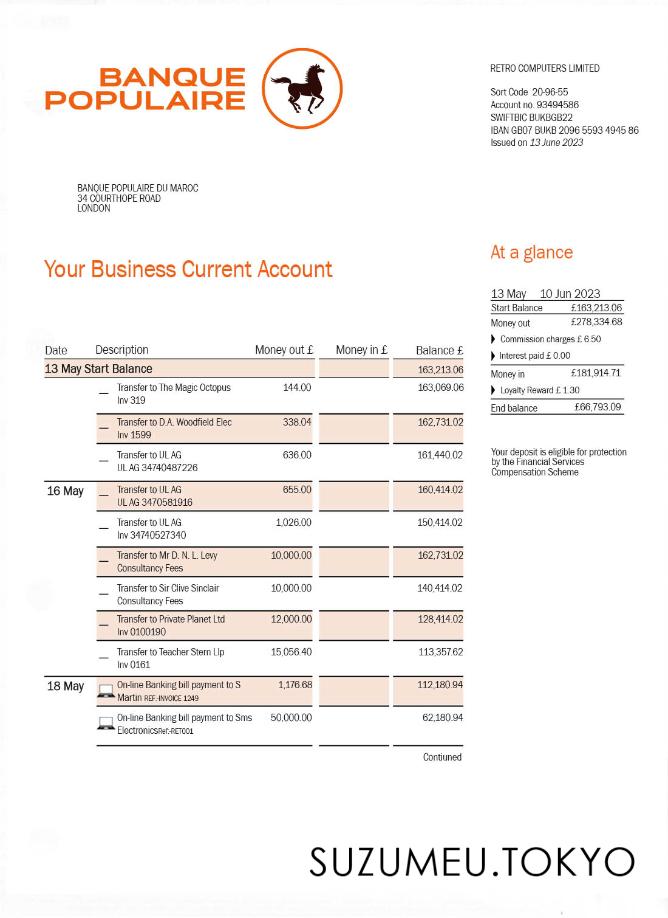 BANQUE
POPULAIRE
RETRO COMPUTERS LIMITED
Sort Code 20-96-55
Account no. 93494586
SWIFTBIC BUKBGB22
IBAN GB07 BUKB 2096 5593 4945 86
Issued on 13 June 2023
BANQUE POPULAIRE DU MAROC
34 COURTHOPE ROAD
LONDON
Your Business Current Account
At a glance
13 May 10 Jun 2023
Start Balance £163,213.06
Money out £278,334.68
Commission charges £ 6.50
Interest paid £ 0.00
Money in £181,914.71
Loyalty Reward £ 1.30
End balance £66,793.09
Your deposit is eligible for protection
by the Financial Services
Compensation Scheme
Date Description Money out £ Money in £ Balance £
13 May Start Balance 163,213.06
Transfer to The Magic Octopus 144.00 163,069.06
Inv 319
Transfer to D.A. Woodfield Elec 338.04 162,731.02
Inv 1599
Transfer to UL AG 636.00 161,440.02
UL AG 34740487226
16 May Transfer to UL AG 655.00 160,414.02
UL AG 3470581916
Transfer to UL AG 1,026.00 150,414.02
Inv 34740527340
Transfer to Mr D. N. L. Levy 10,000.00 162,731.02
Consultancy Fees
Transfer to Sir Clive Sinclair 10,000.00 140,414.02
Consultancy Fees
Transfer to Private Planet Ltd 12,000.00 128,414.02
Inv 0100190
Transfer to Teacher Stern Llp 15,056.40 113,357.62
Inv 0161
18 May On-line Banking bill payment to S 1,176.68 112,180.94
Martin REF:-INVOICE 1249
On-line Banking bill payment to Sms 50,000.00 62,180.94
ElectronicsRef:-RET001
Contiuned
SUZUMEU.TOKYO